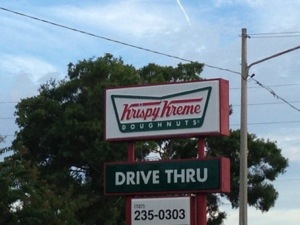 Krispy Kreme
DOUGHNUTS
DRIVE THRU
(727)
235-0303